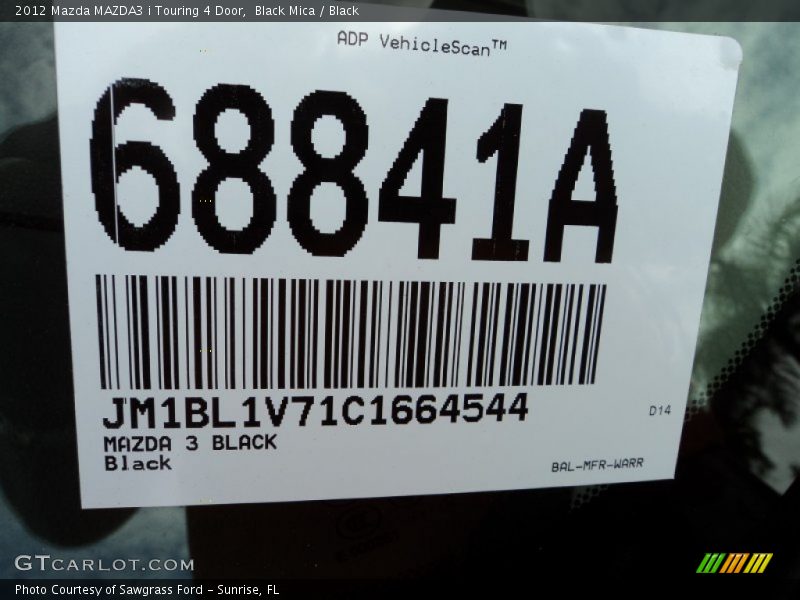 2012 Mazda MAZDA3 i Touring 4 Door,  Black Mica / Black
ADP VehicleScan™
68841A
JM1BL1V71C1664544
D14
MAZDA 3 BLACK
Black
BAL-MFR-WARR
GTCARLOT.COM
Photo Courtesy of Sawgrass Ford - Sunrise, FL